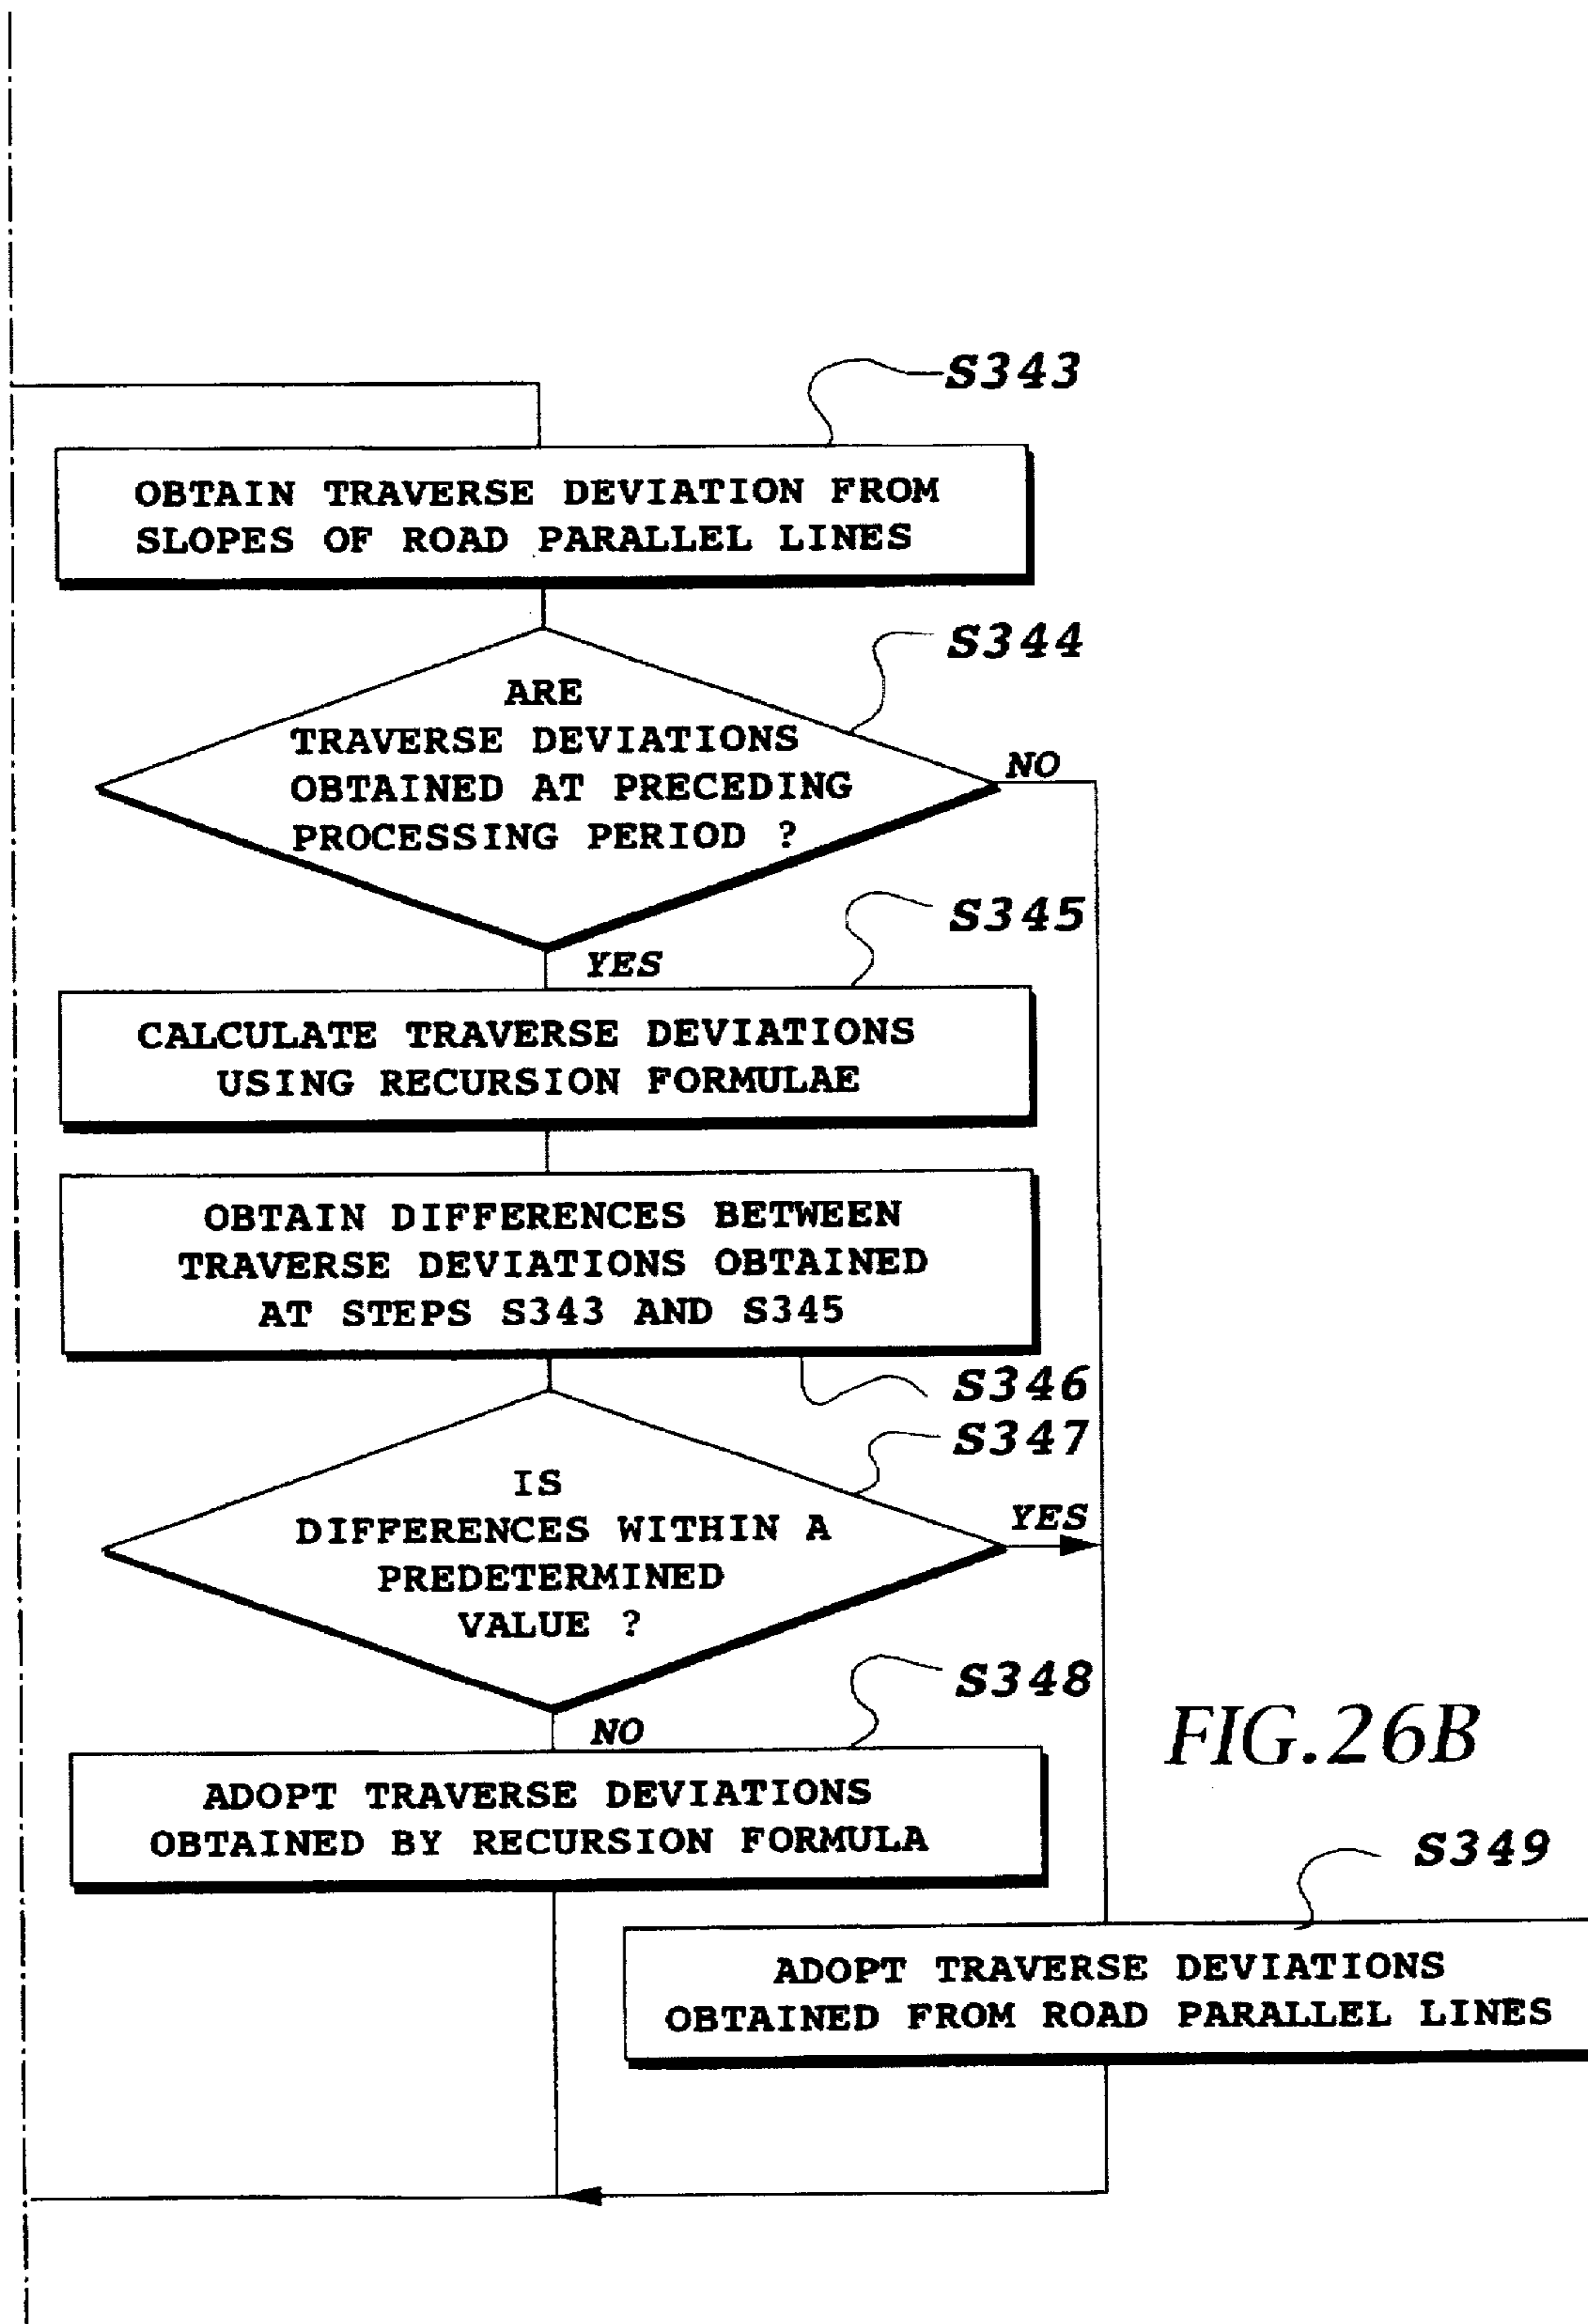 S343
OBTAIN TRAVERSE DEVIATION FROM
SLOPES OF ROAD PARALLEL LINES
S344
ARE
TRAVERSE DEVIATIONS
OBTAINED AT PRECEDING
PROCESSING PERIOD ?
NO
YES
S345
CALCULATE TRAVERSE DEVIATIONS
USING RECURSION FORMULAE
OBTAIN DIFFERENCES BETWEEN
TRAVERSE DEVIATIONS OBTAINED
AT STEPS S343 AND S345
S346
S347
IS
DIFFERENCES WITHIN A
PREDETERMINED
VALUE ?
YES
NO
S348
ADOPT TRAVERSE DEVIATIONS
OBTAINED BY RECURSION FORMULA
FIG.26B
S349
ADOPT TRAVERSE DEVIATIONS
OBTAINED FROM ROAD PARALLEL LINES